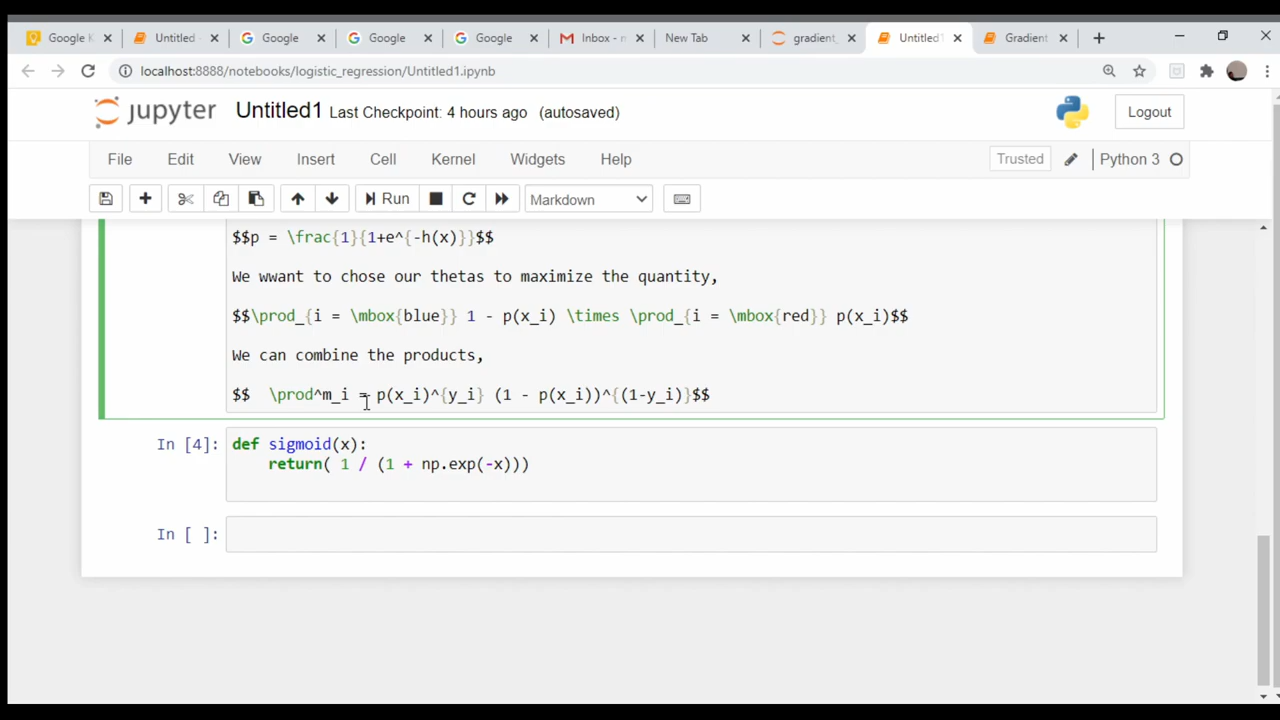 Google K Untitled Google Google Google Inbox - m New Tab gradient_ Untitled1 Gradient
localhost:8888/notebooks/logistic_regression/Untitled1.ipynb
jupyter Untitled1 Last Checkpoint: 4 hours ago (autosaved) Logout
File Edit View Insert Cell Kernel Widgets Help Trusted Python 3
Run Markdown
$$p = \frac{1}{1+e^{-h(x)}}$$
We wwant to chose our thetas to maximize the quantity,
$$\prod_{i = \mbox{blue}} 1 - p(x_i) \times \prod_{i = \mbox{red}} p(x_i)$$
We can combine the products,
$$  \prod^m_i = p(x_i)^{y_i} (1 - p(x_i))^{(1-y_i)}$$
In [4]: def sigmoid(x):
return( 1 / (1 + np.exp(-x)))
In [ ]: